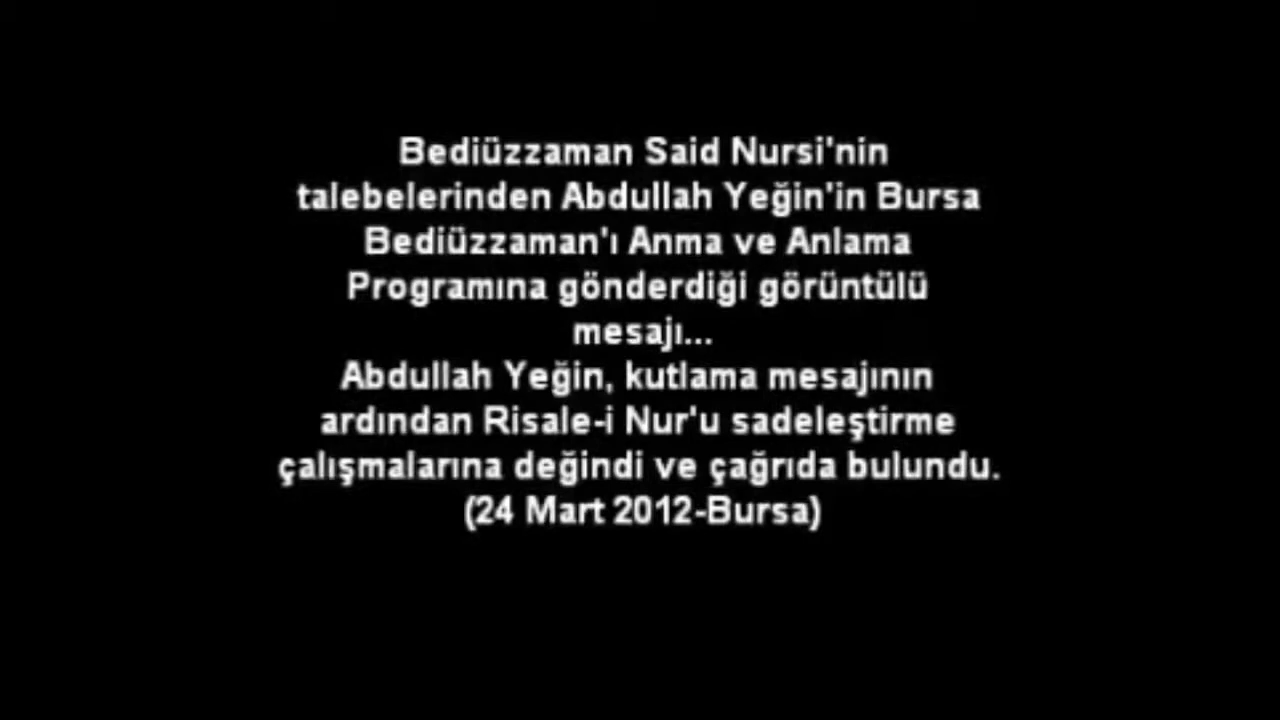 Bediüzzaman Said Nursi'nin
talebelerinden Abdullah Yeğin'in Bursa
Bediüzzaman'ı Anma ve Anlama
Programına gönderdiği görüntülü
mesajı...
Abdullah Yeğin, kutlama mesajının
ardından Risale-i Nur'u sadeleştirme
çalışmalarına değindi ve çağrıda bulundu.
(24 Mart 2012-Bursa)